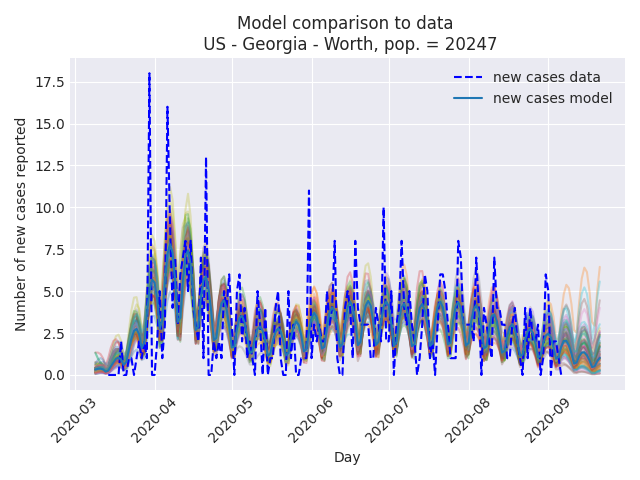 Model comparison to data
US - Georgia - Worth, pop. = 20247
new cases data
new cases model
Number of new cases reported
17.5
15.0
12.5
10.0
7.5
5.0
2.5
0.0
2020-03
2020-04
2020-05
2020-06
2020-07
2020-08
2020-09
Day